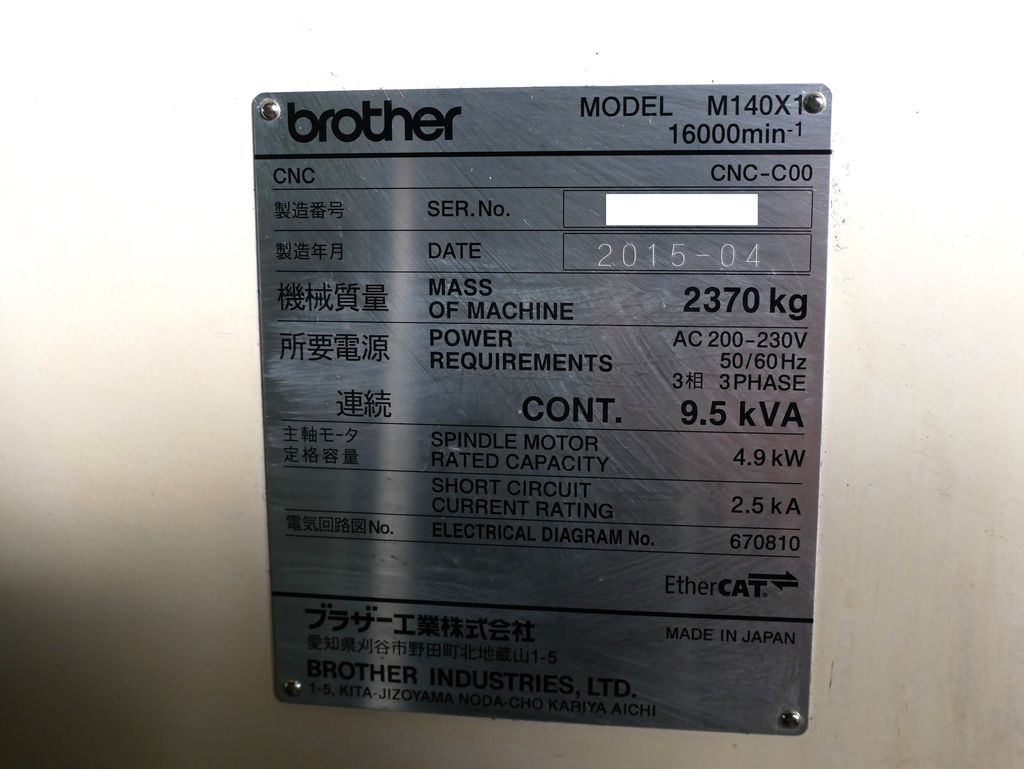 brother MODEL M140X1
16000min-1
CNC CNC-C00
製造番号 SER.No.
製造年月 DATE 2015-04
機械質量 MASS OF MACHINE 2370 kg
所要電源 POWER REQUIREMENTS AC 200-230V
50/60Hz
3相 3PHASE
連続 CONT. 9.5 kVA
主軸モータ 定格容量 SPINDLE MOTOR RATED CAPACITY 4.9 kW
SHORT CIRCUIT CURRENT RATING 2.5 kA
電気回路図No. ELECTRICAL DIAGRAM No. 670810
EtherCAT®
ブラザー工業株式会社
愛知県刈谷市野田町北地蔵山1-5
MADE IN JAPAN
BROTHER INDUSTRIES, LTD.
1-5, KITA-JIZOYAMA NODA-CHO KARIYA AICHI